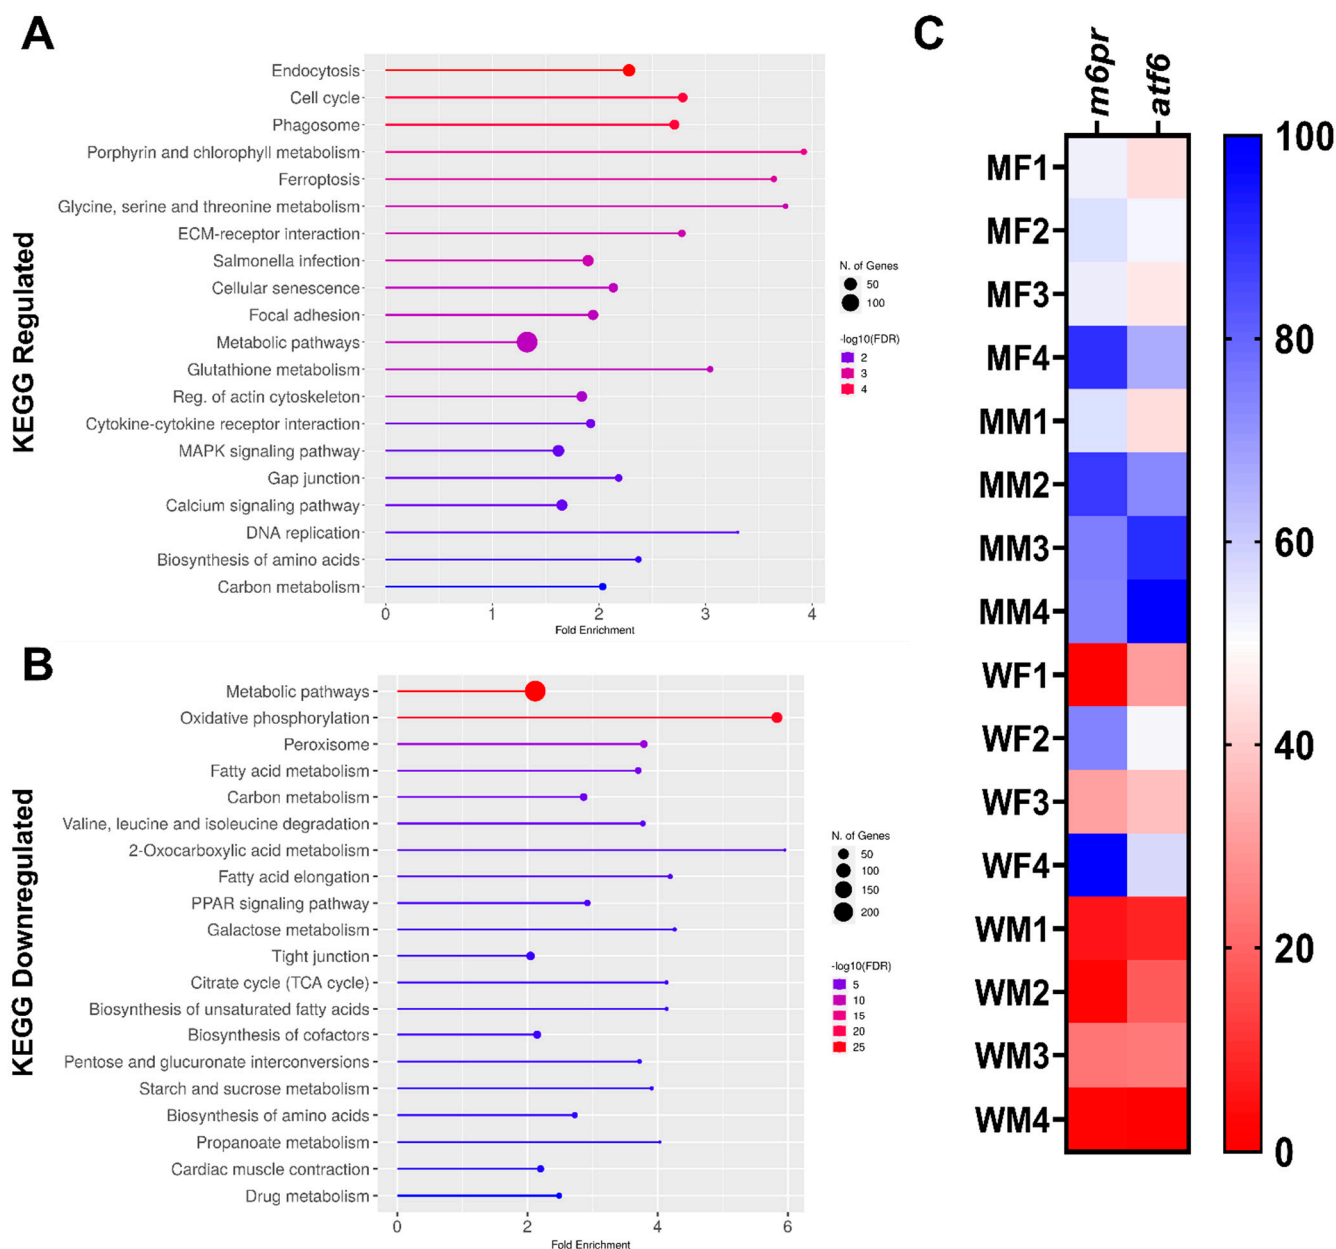 A
KEGG Regulated
Endocytosis
Cell cycle
Phagosome
Porphyrin and chlorophyll metabolism
Ferroptosis
Glycine, serine and threonine metabolism
ECM-receptor interaction
Salmonella infection
Cellular senescence
Focal adhesion
Metabolic pathways
Glutathione metabolism
Reg. of actin cytoskeleton
Cytokine-cytokine receptor interaction
MAPK signaling pathway
Gap junction
Calcium signaling pathway
DNA replication
Biosynthesis of amino acids
Carbon metabolism
0 1 2 3 4
Fold Enrichment
N. of Genes
50
100
-log10(FDR)
2
3
4
B
KEGG Downregulated
Metabolic pathways
Oxidative phosphorylation
Peroxisome
Fatty acid metabolism
Carbon metabolism
Valine, leucine and isoleucine degradation
2-Oxocarboxylic acid metabolism
Fatty acid elongation
PPAR signaling pathway
Galactose metabolism
Tight junction
Citrate cycle (TCA cycle)
Biosynthesis of unsaturated fatty acids
Biosynthesis of cofactors
Pentose and glucuronate interconversions
Starch and sucrose metabolism
Biosynthesis of amino acids
Propanoate metabolism
Cardiac muscle contraction
Drug metabolism
0 2 4 6
Fold Enrichment
N. of Genes
50
100
150
200
-log10(FDR)
5
10
15
20
25
C
m6pr atf6
MF1
MF2
MF3
MF4
MM1
MM2
MM3
MM4
WF1
WF2
WF3
WF4
WM1
WM2
WM3
WM4
100
80
60
40
20
0